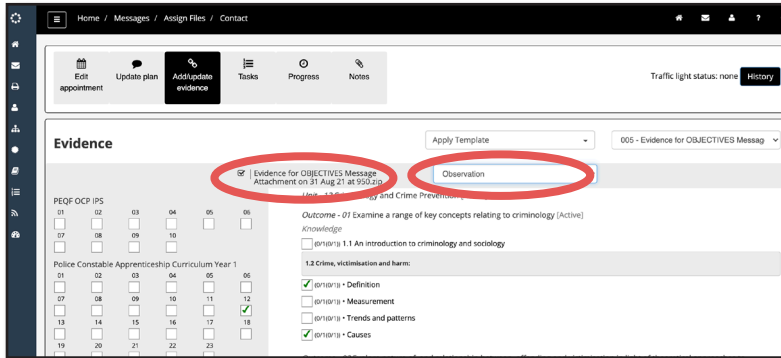 Home / Messages / Assign Files / Contact
?
Edit appointment
Update plan
Add/update evidence
Tasks
Progress
Notes
Traffic light status: none
History
Evidence
Apply Template
005 - Evidence for OBJECTIVES Messag
Evidence for OBJECTIVES Message
Attachment on 31 Aug 21 at 950.zip
Observation
PEQF OCP IPS
01 02 03 04 05 06
07 08 09 10
Police Constable Apprenticeship Curriculum Year 1
01 02 03 04 05 06
07 08 09 10 11 12
13 14 15 16 17 18
19 20 21 22 23
and Crime
Outcome - 01 Examine a range of key concepts relating to criminology [Active]
Knowledge
(0/1(0/1)) 1.1 An introduction to criminology and sociology
1.2 Crime, victimisation and harm:
(0/1(0/1)) • Definition
(0/1(0/1)) • Measurement
(0/1(0/1)) • Trends and patterns
(0/1(0/1)) • Causes